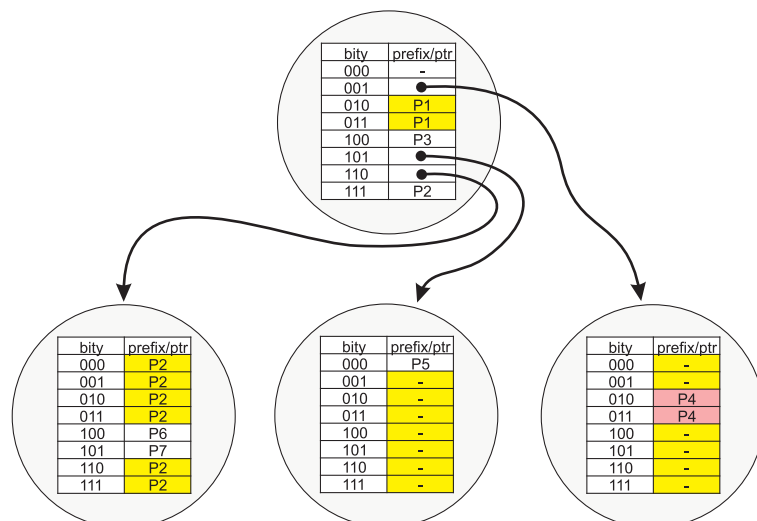 bity prefix/ptr
000 -
001
010 P1
011 P1
100 P3
101
110
111 P2
bity prefix/ptr
000 P2
001 P2
010 P2
011 P2
100 P6
101 P7
110 P2
111 P2
bity prefix/ptr
000 P5
001 -
010 -
011 -
100 -
101 -
110 -
111 -
bity prefix/ptr
000 -
001 -
010 P4
011 P4
100 -
101 -
110 -
111 -